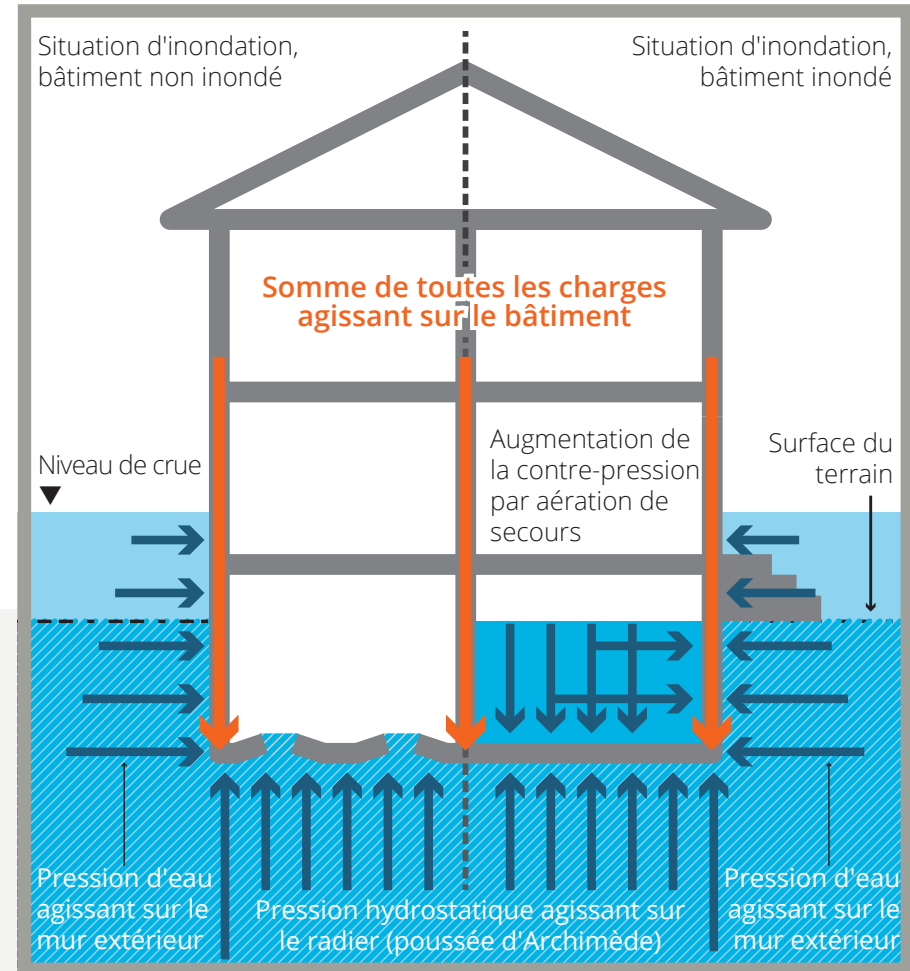 Situation d'inondation,
bâtiment non inondé
Situation d'inondation,
bâtiment inondé
Somme de toutes les charges
agissant sur le bâtiment
Niveau de crue
Augmentation de
la contre-pression
par aération de
secours
Surface du
terrain
Pression d'eau
agissant sur le
mur extérieur
Pression hydrostatique agissant sur
le radier (poussée d'Archimède)
Pression d'eau
agissant sur le
mur extérieur